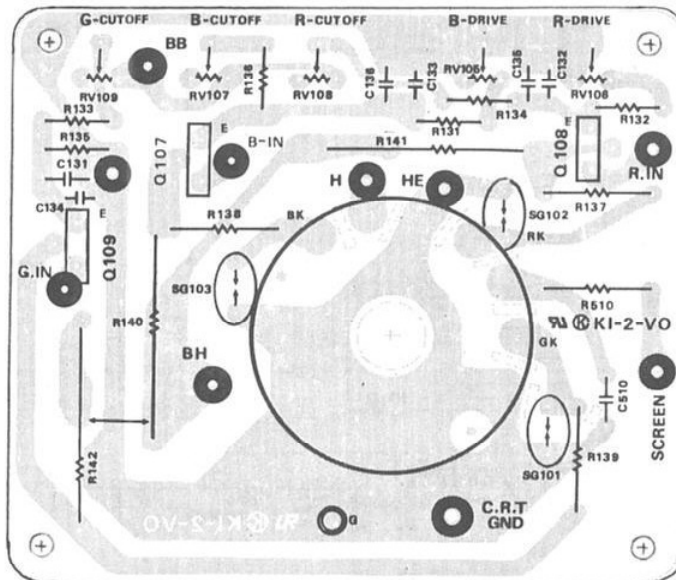 G-CUTOFF B-CUTOFF R-CUTOFF B-DRIVE R-DRIVE
BB
RV109 RV107 R136 RV108 C136 C133 RV105 C135 C132 RV106
R133 R134 R132
R135 Q107 E B-IN R131 E Q108
R141
C131 H HE R.IN
C134 E R137
R138 BK SG102
RK
G.IN Q109
SG103 R510
R140 KI-2-VO
GK
BH
C510
SCREEN
R142 SG101 R139
KI-2-VO G C.R.T
GND